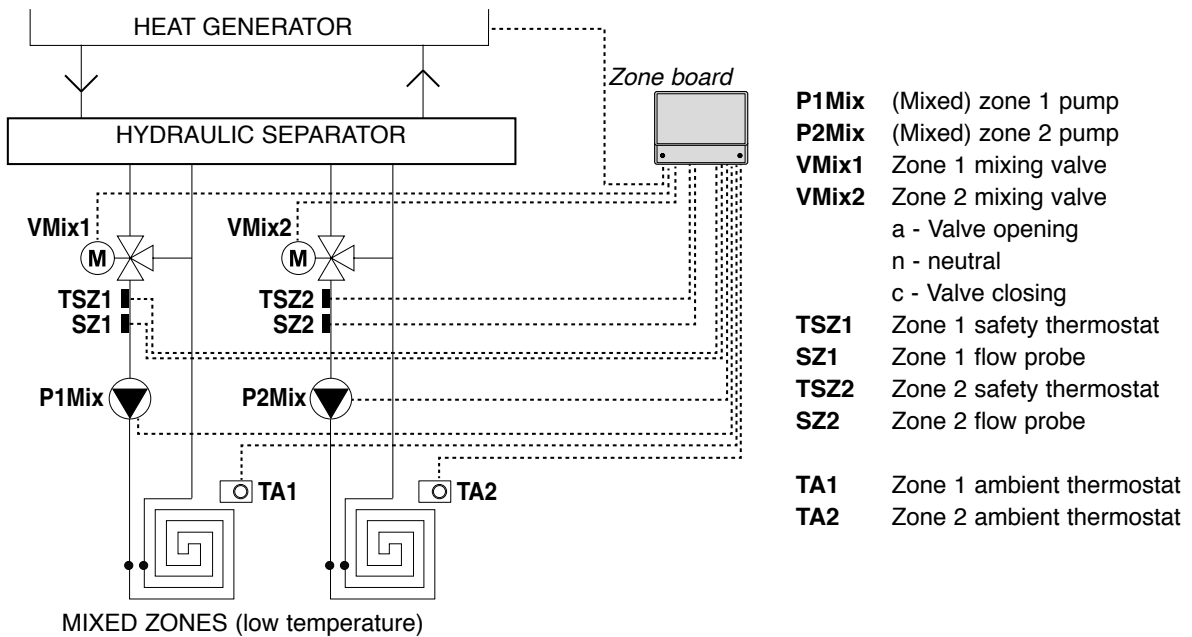 HEAT GENERATOR
Zone board
HYDRAULIC SEPARATOR
VMix1
VMix2
M
M
TSZ1
TSZ2
SZ1
SZ2
P1Mix
P2Mix
TA1
TA2
MIXED ZONES (low temperature)
P1Mix (Mixed) zone 1 pump
P2Mix (Mixed) zone 2 pump
VMix1 Zone 1 mixing valve
VMix2 Zone 2 mixing valve
a - Valve opening
n - neutral
c - Valve closing
TSZ1 Zone 1 safety thermostat
SZ1 Zone 1 flow probe
TSZ2 Zone 2 safety thermostat
SZ2 Zone 2 flow probe
TA1 Zone 1 ambient thermostat
TA2 Zone 2 ambient thermostat